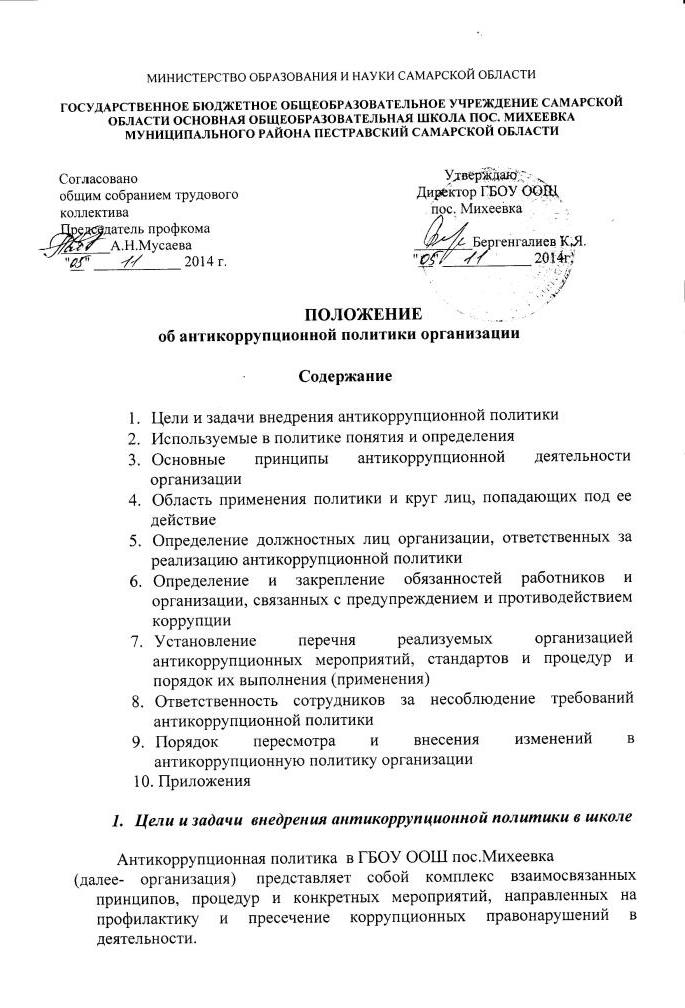 МИНИСТЕРСТВО ОБРАЗОВАНИЯ И НАУКИ САМАРСКОЙ ОБЛАСТИ
ГОСУДАРСТВЕННОЕ БЮДЖЕТНОЕ ОБЩЕОБРАЗОВАТЕЛЬНОЕ УЧРЕЖДЕНИЕ САМАРСКОЙ
ОБЛАСТИ ОСНОВНАЯ ОБЩЕОБРАЗОВАТЕЛЬНАЯ ШКОЛА ПОС. МИХЕЕВКА
МУНИЦИПАЛЬНОГО РАЙОНА ПЕСТРАВСКИЙ САМАРСКОЙ ОБЛАСТИ
Согласовано
общим собранием трудового
коллектива
Председатель профкома
А.Н.Мусаева
"05" 11 2014 г.
Утверждаю
Директор ГБОУ ООШ
пос. Михеевка
Бергенгалиев К.Я.
"05" 11 2014г.
ПОЛОЖЕНИЕ
об антикоррупционной политики организации
Содержание
1. Цели и задачи внедрения антикоррупционной политики
2. Используемые в политике понятия и определения
3. Основные принципы антикоррупционной деятельности
организации
4. Область применения политики и круг лиц, попадающих под ее
действие
5. Определение должностных лиц организации, ответственных за
реализацию антикоррупционной политики
6. Определение и закрепление обязанностей работников и
организации, связанных с предупреждением и противодействием
коррупции
7. Установление перечня реализуемых организацией
антикоррупционных мероприятий, стандартов и процедур и
порядок их выполнения (применения)
8. Ответственность сотрудников за несоблюдение требований
антикоррупционной политики
9. Порядок пересмотра и внесения изменений в
антикоррупционную политику организации
10. Приложения
1. Цели и задачи внедрения антикоррупционной политики в школе
Антикоррупционная политика в ГБОУ ООШ пос.Михеевка
(далее- организация) представляет собой комплекс взаимосвязанных
принципов, процедур и конкретных мероприятий, направленных на
профилактику и пресечение коррупционных правонарушений в
деятельности.